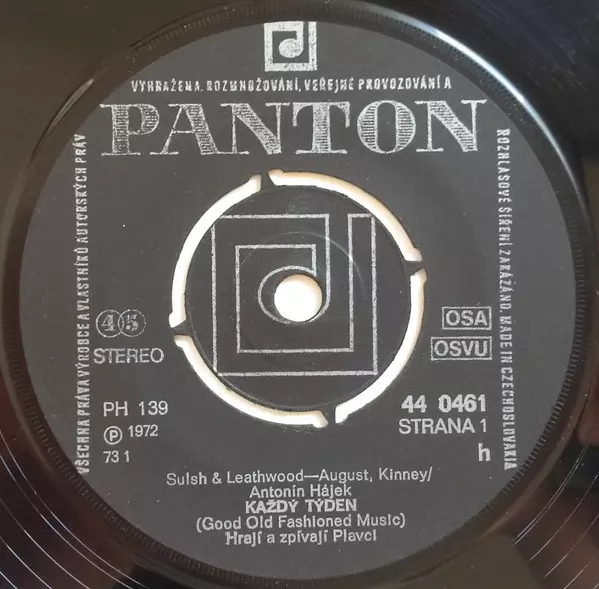 VŠECHNA PRÁVA VÝROBCE A VLASTNÍKŮ AUTORSKÝCH PRÁV
VYHRAŽENA. ROZMNOŽOVÁNÍ, VEŘEJNÉ PROVOZOVÁNÍ A
ROZHLASOVÉ ŠÍŘENÍ ZAKÁZÁNO. MADE IN CZECHOSLOVAKIA
PANTON
45
STEREO
OSA
OSVU
PH 139
Ⓟ 1972
73 1
44 0461
STRANA 1
h
Sulsh & Leathwood—August, Kinney/
Antonín Hájek
KAŽDÝ TÝDEN
(Good Old Fashioned Music)
Hrají a zpívají Plavci